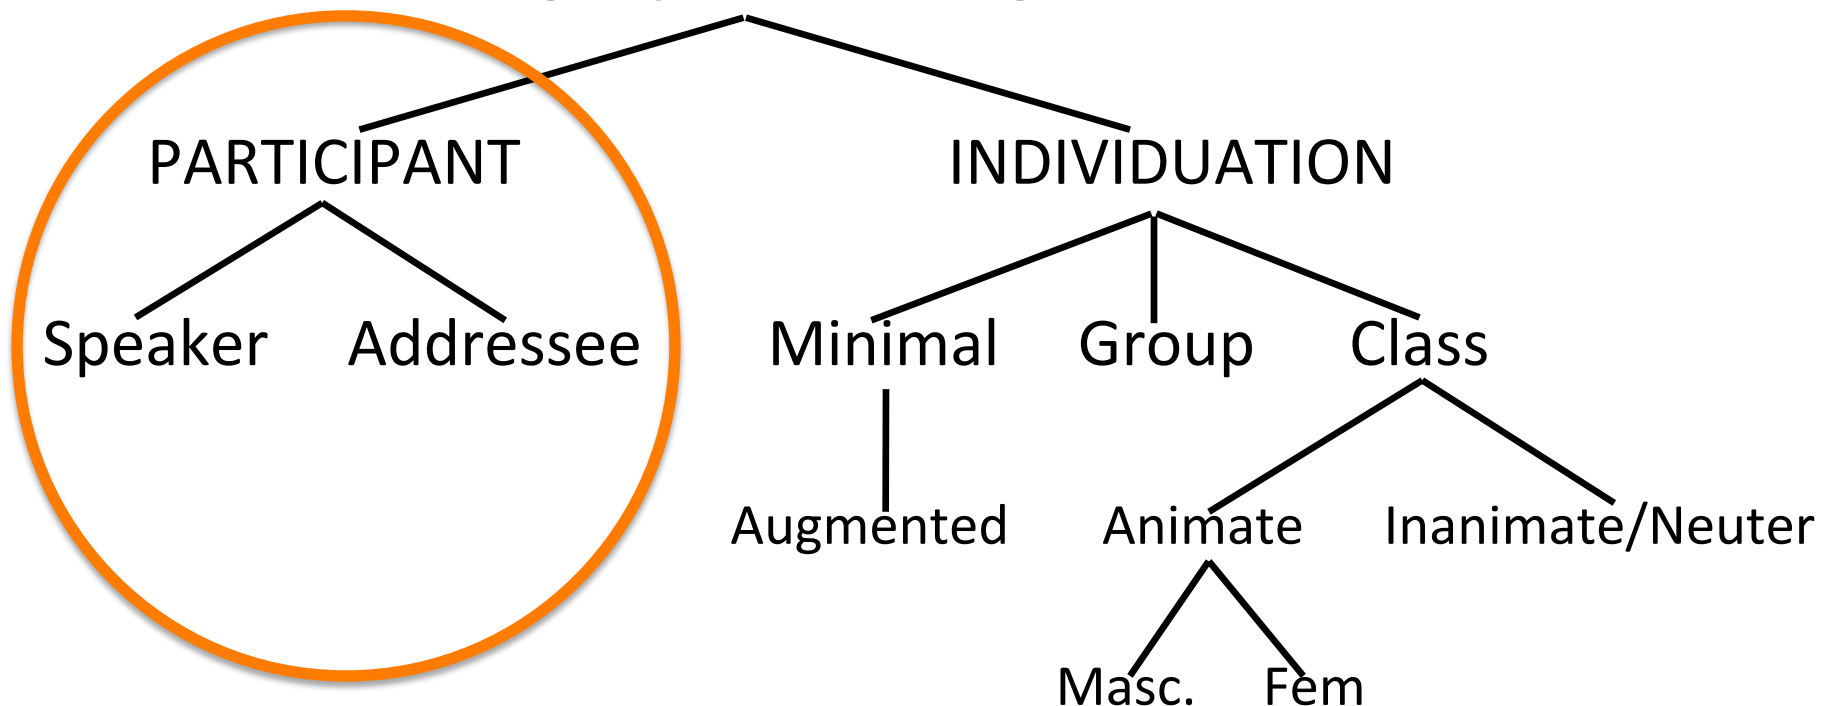 PARTICIPANT INDIVIDUATION
Speaker Addressee Minimal Group Class
Augmented Animate Inanimate/Neuter
Masc. Fem